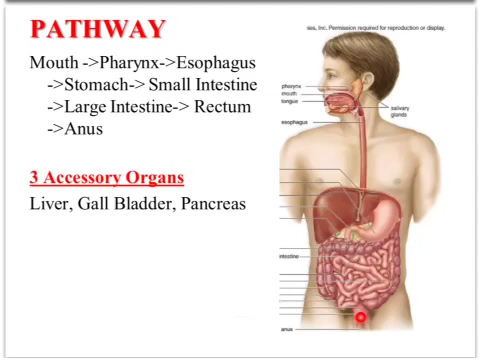 PATHWAY
Mouth ->Pharynx->Esophagus
->Stomach-> Small Intestine
->Large Intestine-> Rectum
->Anus
3 Accessory Organs
Liver, Gall Bladder, Pancreas
ies, Inc. Permission required for reproduction or display.
pharynx
mouth
tongue
salivary
glands
esophagus
intestine
anus